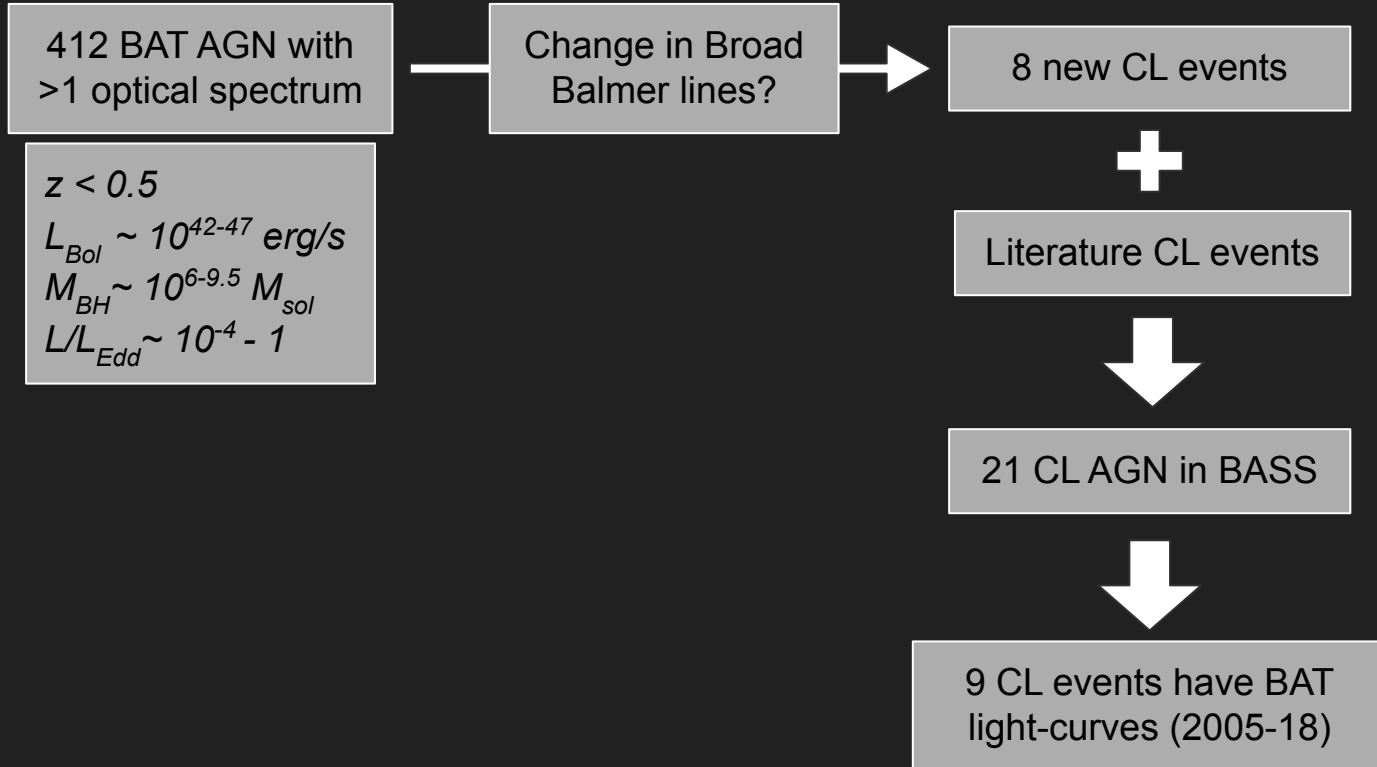 412 BAT AGN with
>1 optical spectrum
Change in Broad
Balmer lines?
8 new CL events
z < 0.5
L_Bol ~ 10^42-47 erg/s
M_BH~ 10^6-9.5 M_sol
L/L_Edd~ 10^-4 - 1
Literature CL events
21 CL AGN in BASS
9 CL events have BAT
light-curves (2005-18)